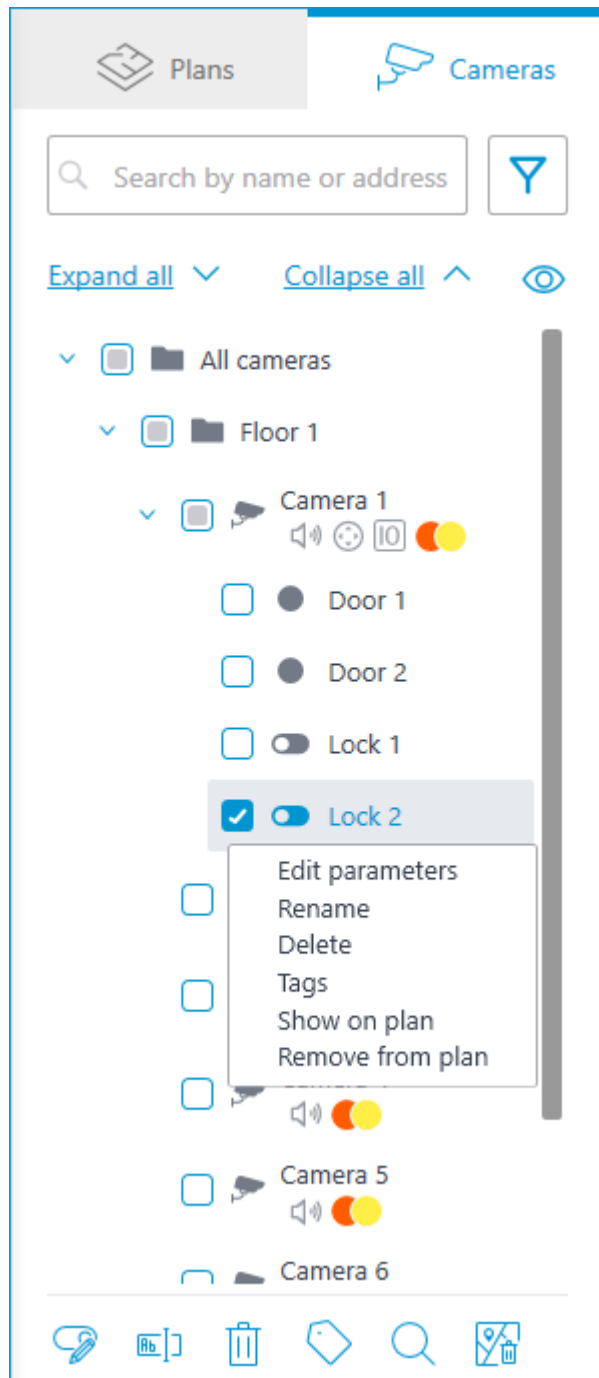 Plans
Cameras
Search by name or address
Expand all
Collapse all
All cameras
Floor 1
Camera 1
IO
Door 1
Door 2
Lock 1
Lock 2
Edit parameters
Rename
Delete
Tags
Show on plan
Remove from plan
Camera 5
Camera 6
Ab